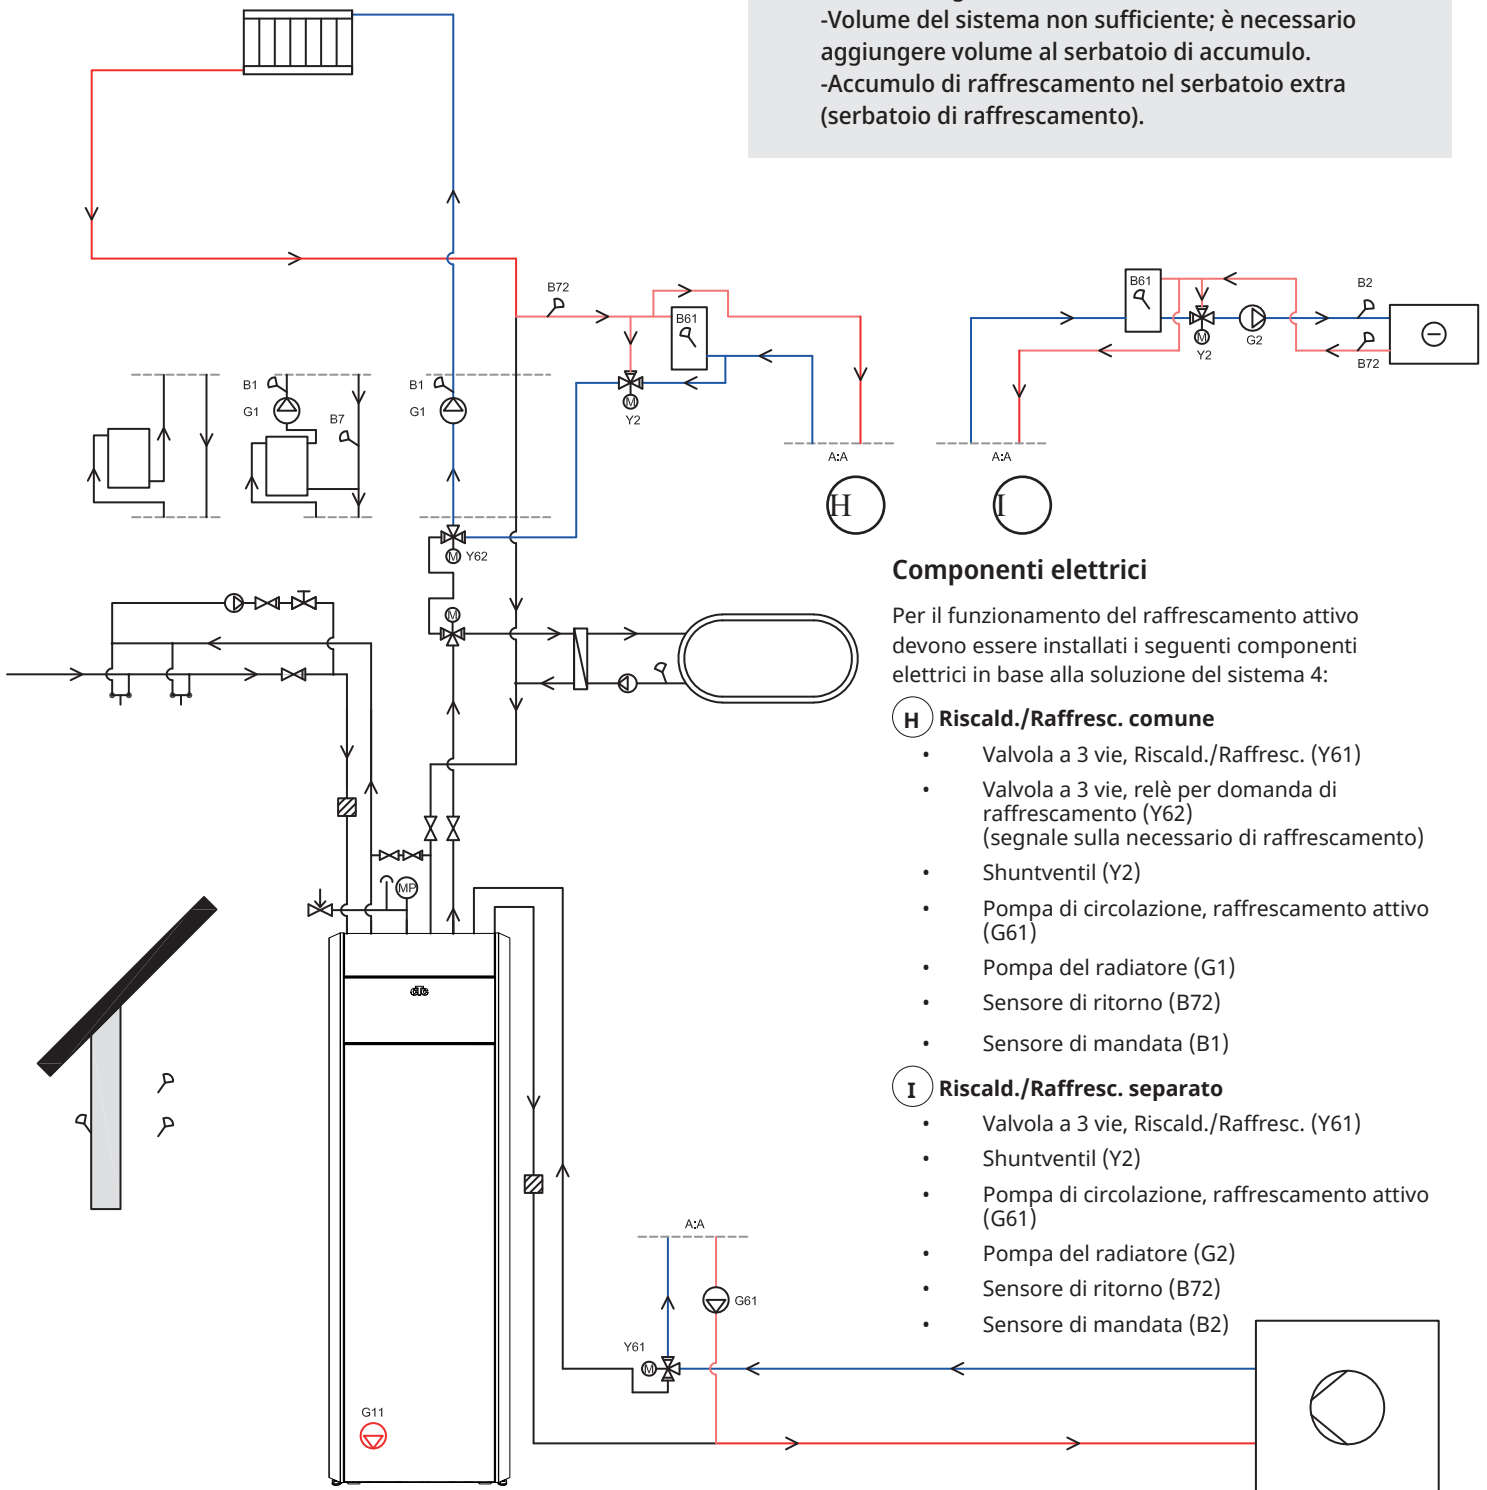 -Volume del sistema non sufficiente; è necessario
aggiungere volume al serbatoio di accumulo.
-Accumulo di raffrescamento nel serbatoio extra
(serbatoio di raffrescamento).
B72
B61
M
Y2
A:A
H
B61
M
Y2
G2
B2
B72
A:A
I
B1
G1
B7
B1
G1
M
Y62
M
MP
CTC
G11
A:A
G61
Y61
M
Componenti elettrici
Per il funzionamento del raffrescamento attivo
devono essere installati i seguenti componenti
elettrici in base alla soluzione del sistema 4:
H Riscald./Raffresc. comune
• Valvola a 3 vie, Riscald./Raffresc. (Y61)
• Valvola a 3 vie, relè per domanda di
raffrescamento (Y62)
(segnale sulla necessario di raffrescamento)
• Shuntventil (Y2)
• Pompa di circolazione, raffrescamento attivo
(G61)
• Pompa del radiatore (G1)
• Sensore di ritorno (B72)
• Sensore di mandata (B1)
I Riscald./Raffresc. separato
• Valvola a 3 vie, Riscald./Raffresc. (Y61)
• Shuntventil (Y2)
• Pompa di circolazione, raffrescamento attivo
(G61)
• Pompa del radiatore (G2)
• Sensore di ritorno (B72)
• Sensore di mandata (B2)